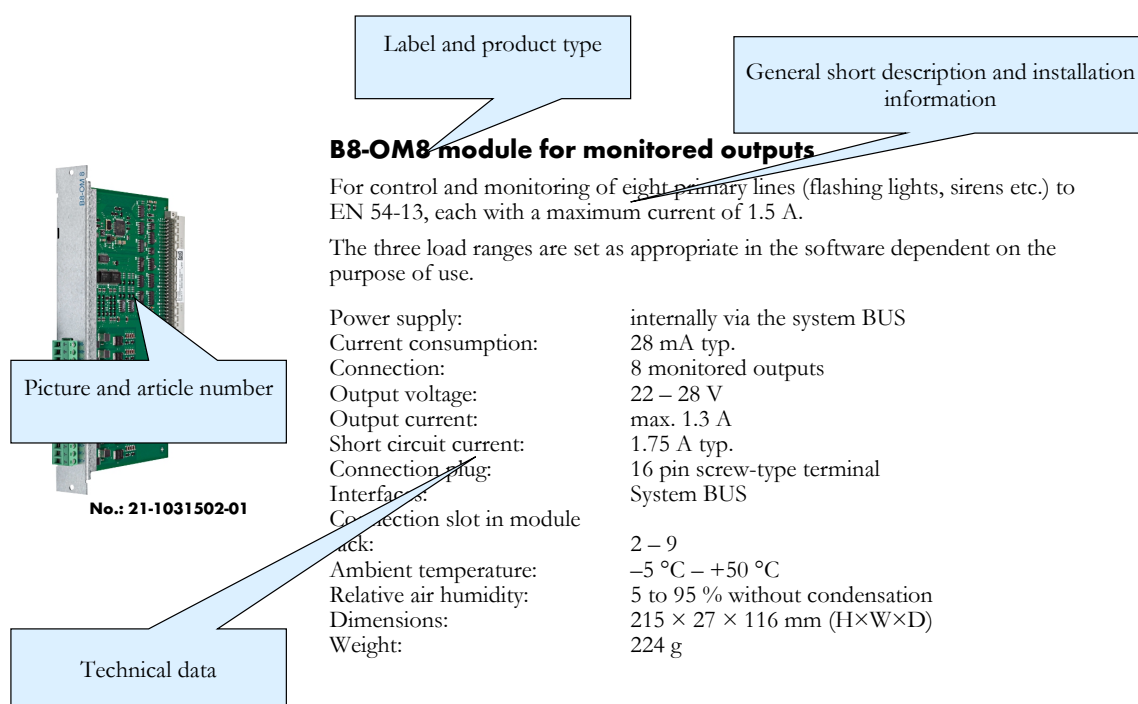 Label and product type
General short description and installation
information
B8-OM8 module for monitored outputs
For control and monitoring of eight primary lines (flashing lights, sirens etc.) to
EN 54-13, each with a maximum current of 1.5 A.
The three load ranges are set as appropriate in the software dependent on the
purpose of use.
B8-OM 8
Picture and article number
No.: 21-1031502-01
Power supply: internally via the system BUS
Current consumption: 28 mA typ.
Connection: 8 monitored outputs
Output voltage: 22 – 28 V
Output current: max. 1.3 A
Short circuit current: 1.75 A typ.
Connection plug: 16 pin screw-type terminal
Interfaces: System BUS
Connection slot in module
rack: 2 – 9
Ambient temperature: –5 °C – +50 °C
Relative air humidity: 5 to 95 % without condensation
Dimensions: 215 × 27 × 116 mm (H×W×D)
Weight: 224 g
Technical data